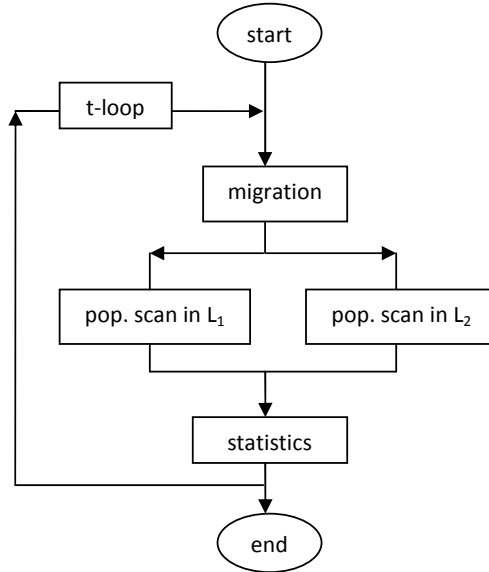 start
t-loop
migration
pop. scan in L₁
pop. scan in L₂
statistics
end